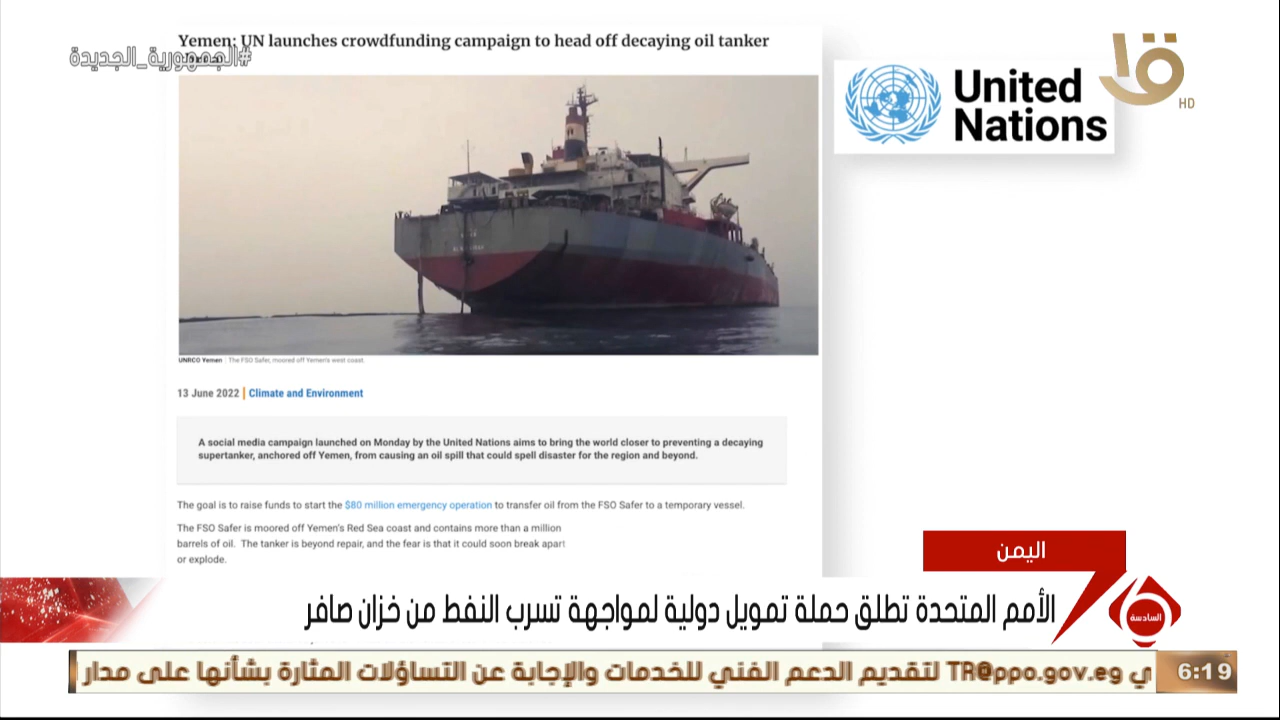 Yemen: UN launches crowdfunding campaign to head off decaying oil tanker
#الجمهورية_الجديدة
United
Nations
HD
UNRCO Yemen | The FSO Safer, moored off Yemen's west coast.
13 June 2022 | Climate and Environment
A social media campaign launched on Monday by the United Nations aims to bring the world closer to preventing a decaying
supertanker, anchored off Yemen, from causing an oil spill that could spell disaster for the region and beyond.
The goal is to raise funds to start the $80 million emergency operation to transfer oil from the FSO Safer to a temporary vessel.
The FSO Safer is moored off Yemen's Red Sea coast and contains more than a million
barrels of oil. The tanker is beyond repair, and the fear is that it could soon break apart
or explode.
اليمن
الأمم المتحدة تطلق حملة تمويل دولية لمواجهة تسرب النفط من خزان صافر
السادسة
ي TR@ppo.gov.eg لتقديم الدعم الفني للخدمات والإجابة عن التساؤلات المثارة بشأنها على مدار
6:19